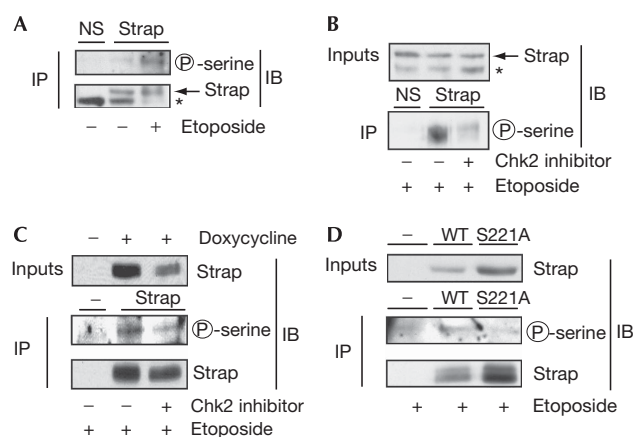 A
NS Strap
IP
Ⓟ-serine
Strap
*
IB
– – + Etoposide
B
Inputs
Strap
*
NS Strap
IB
IP
Ⓟ-serine
– – + Chk2 inhibitor
+ + + Etoposide
C
– + + Doxycycline
Inputs
Strap
– Strap
IP
Ⓟ-serine
IB
Strap
– – + Chk2 inhibitor
+ + + Etoposide
D
– WT S221A
Inputs
Strap
– WT S221A
IP
Ⓟ-serine
IB
Strap
+ + + Etoposide